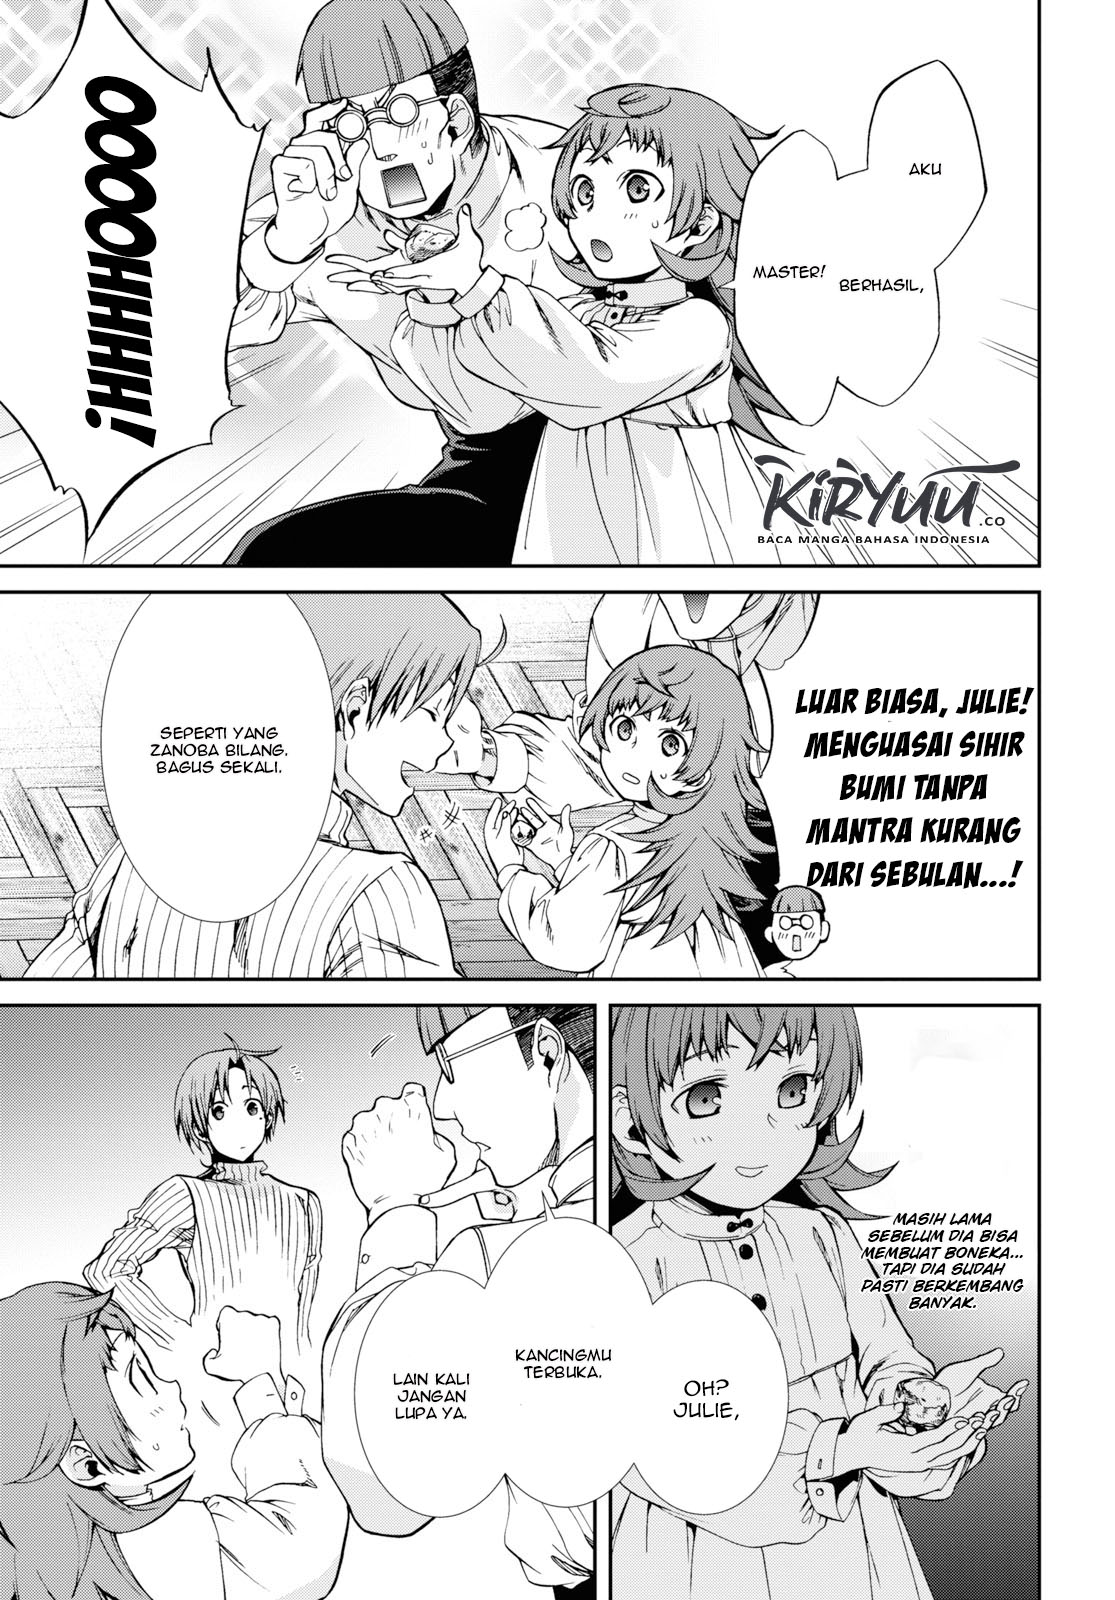 AKU
BERHASIL,
MASTER!
¡HHHHOOOO
KIRYUU.CO
BACA MANGA BAHASA INDONESIA
LUAR BIASA, JULIE!
MENGUASAI SIHIR
BUMI TANPA
MANTRA KURANG
DARI SEBULAN...!
SEPERTI YANG
ZANOBA BILANG.
BAGUS SEKALI.
MASIH LAMA
SEBELUM DIA BISA
MEMBUAT BONEKA...
TAPI DIA SUDAH
PASTI BERKEMBANG
BANYAK.
OH?
JULIE,
KANCINGMU
TERBUKA.
LAIN KALI
JANGAN
LUPA YA.